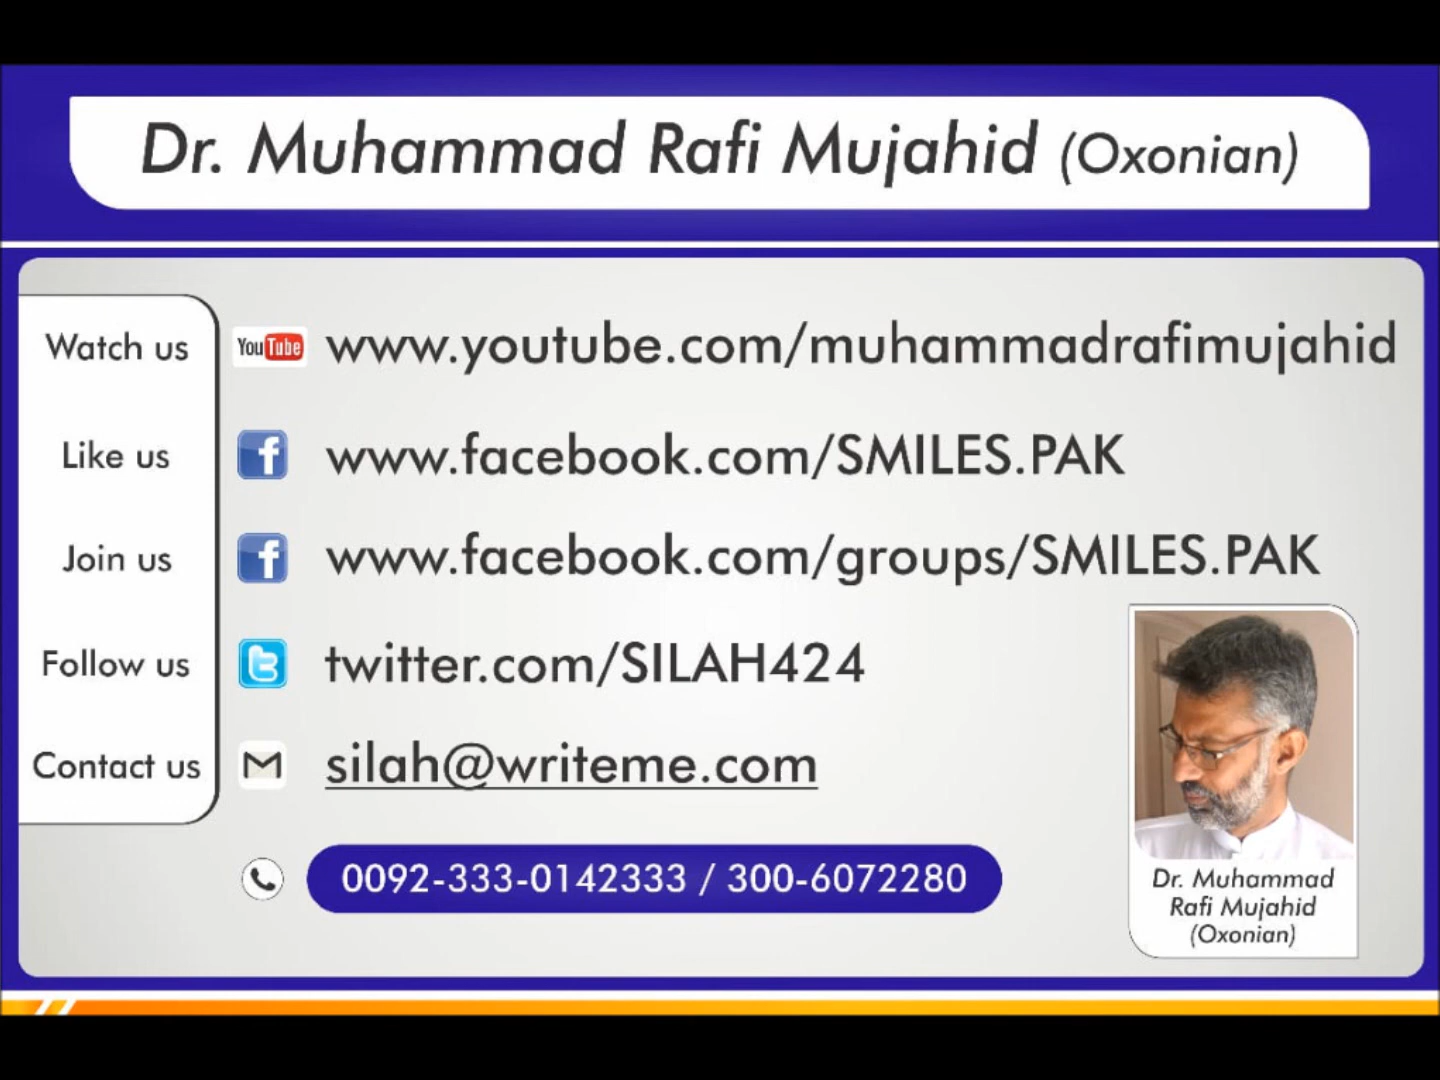 Dr. Muhammad Rafi Mujahid (Oxonian)
Watch us YouTube www.youtube.com/muhammadrafimujahid
Like us f www.facebook.com/SMILES.PAK
Join us f www.facebook.com/groups/SMILES.PAK
Follow us t twitter.com/SILAH424
Contact us silah@writeme.com
0092-333-0142333 / 300-6072280
Dr. Muhammad
Rafi Mujahid
(Oxonian)